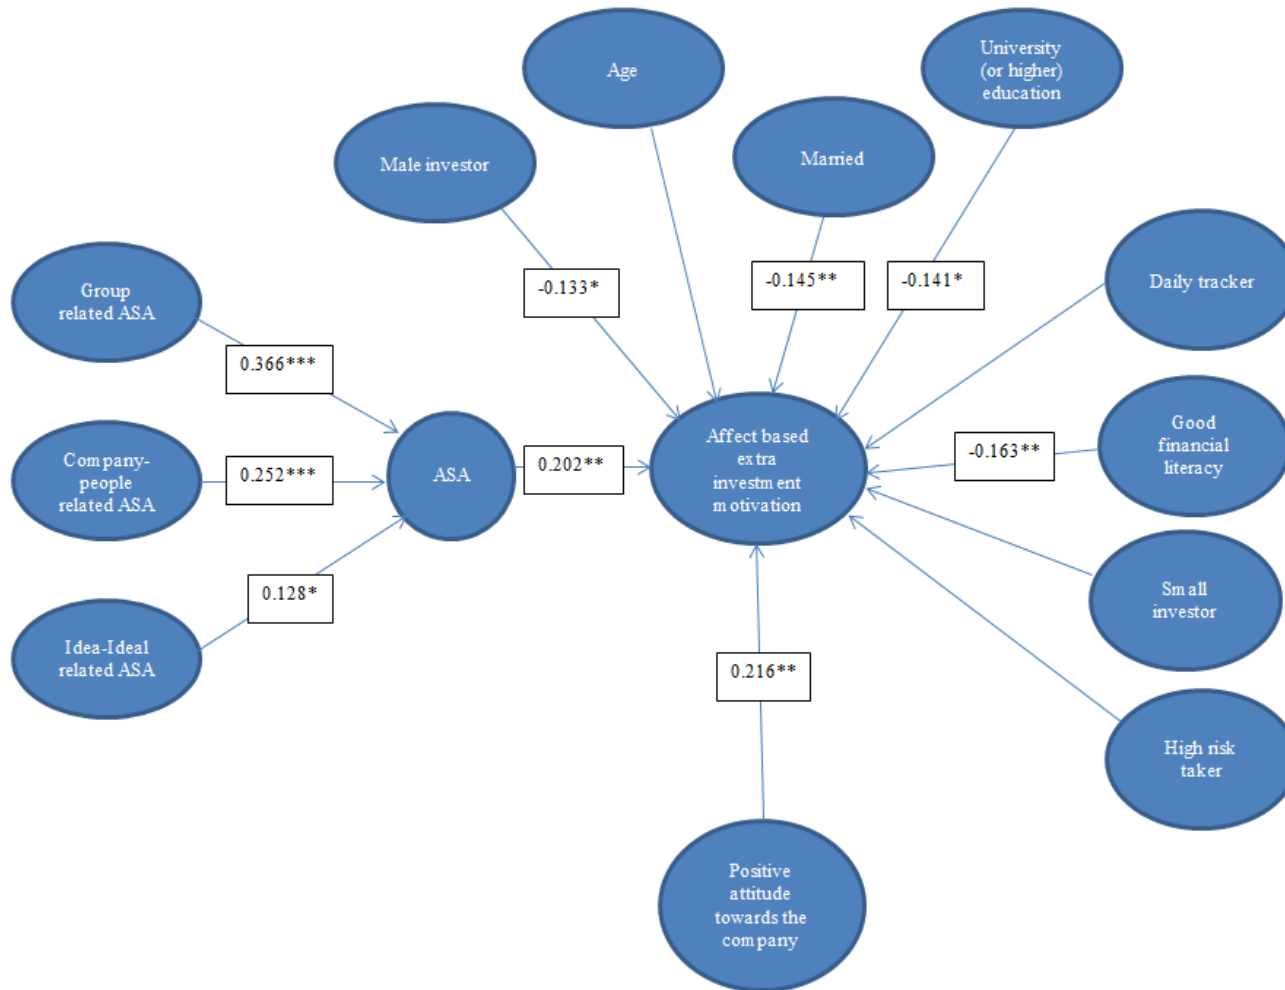 University
(or higher)
education
Age
Married
Male investor
-0.133*
-0.145**
-0.141*
Daily tracker
Group
related ASA
0.366***
Company-
people
related ASA
0.252***
ASA
0.202**
Affect based
extra
investment
motivation
-0.163**
Good
financial
literacy
0.128*
Idea-Ideal
related ASA
Small
investor
0.216**
High risk
taker
Positive
attitude
towards the
company